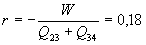 r = − W / (Q₂₃ + Q₃₄) = 0,18